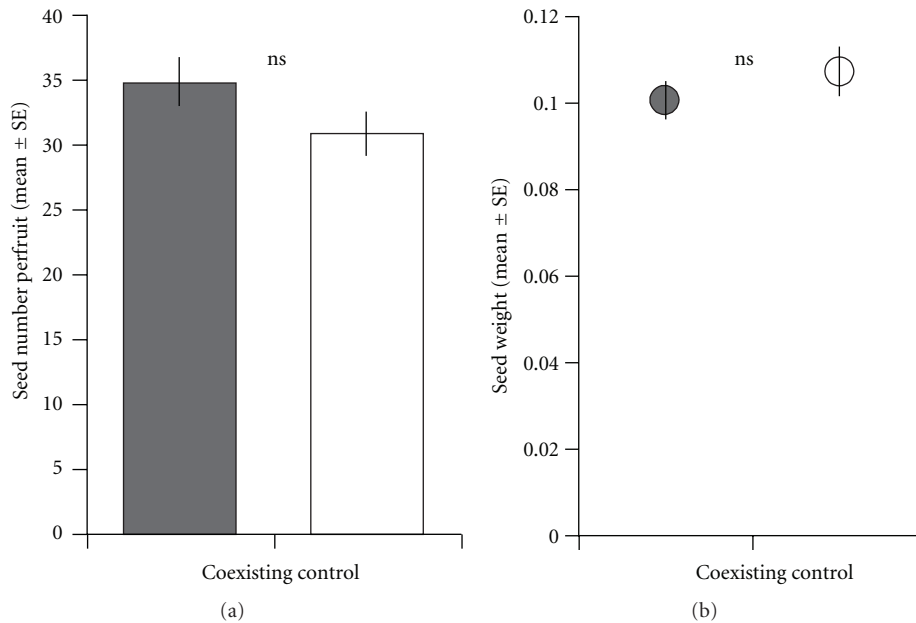 40
35
30
25
20
15
10
5
0
Seed number perfruit (mean ± SE)
ns
Coexisting control
(a)
0.12
0.1
0.08
0.06
0.04
0.02
0
Seed weight (mean ± SE)
ns
Coexisting control
(b)